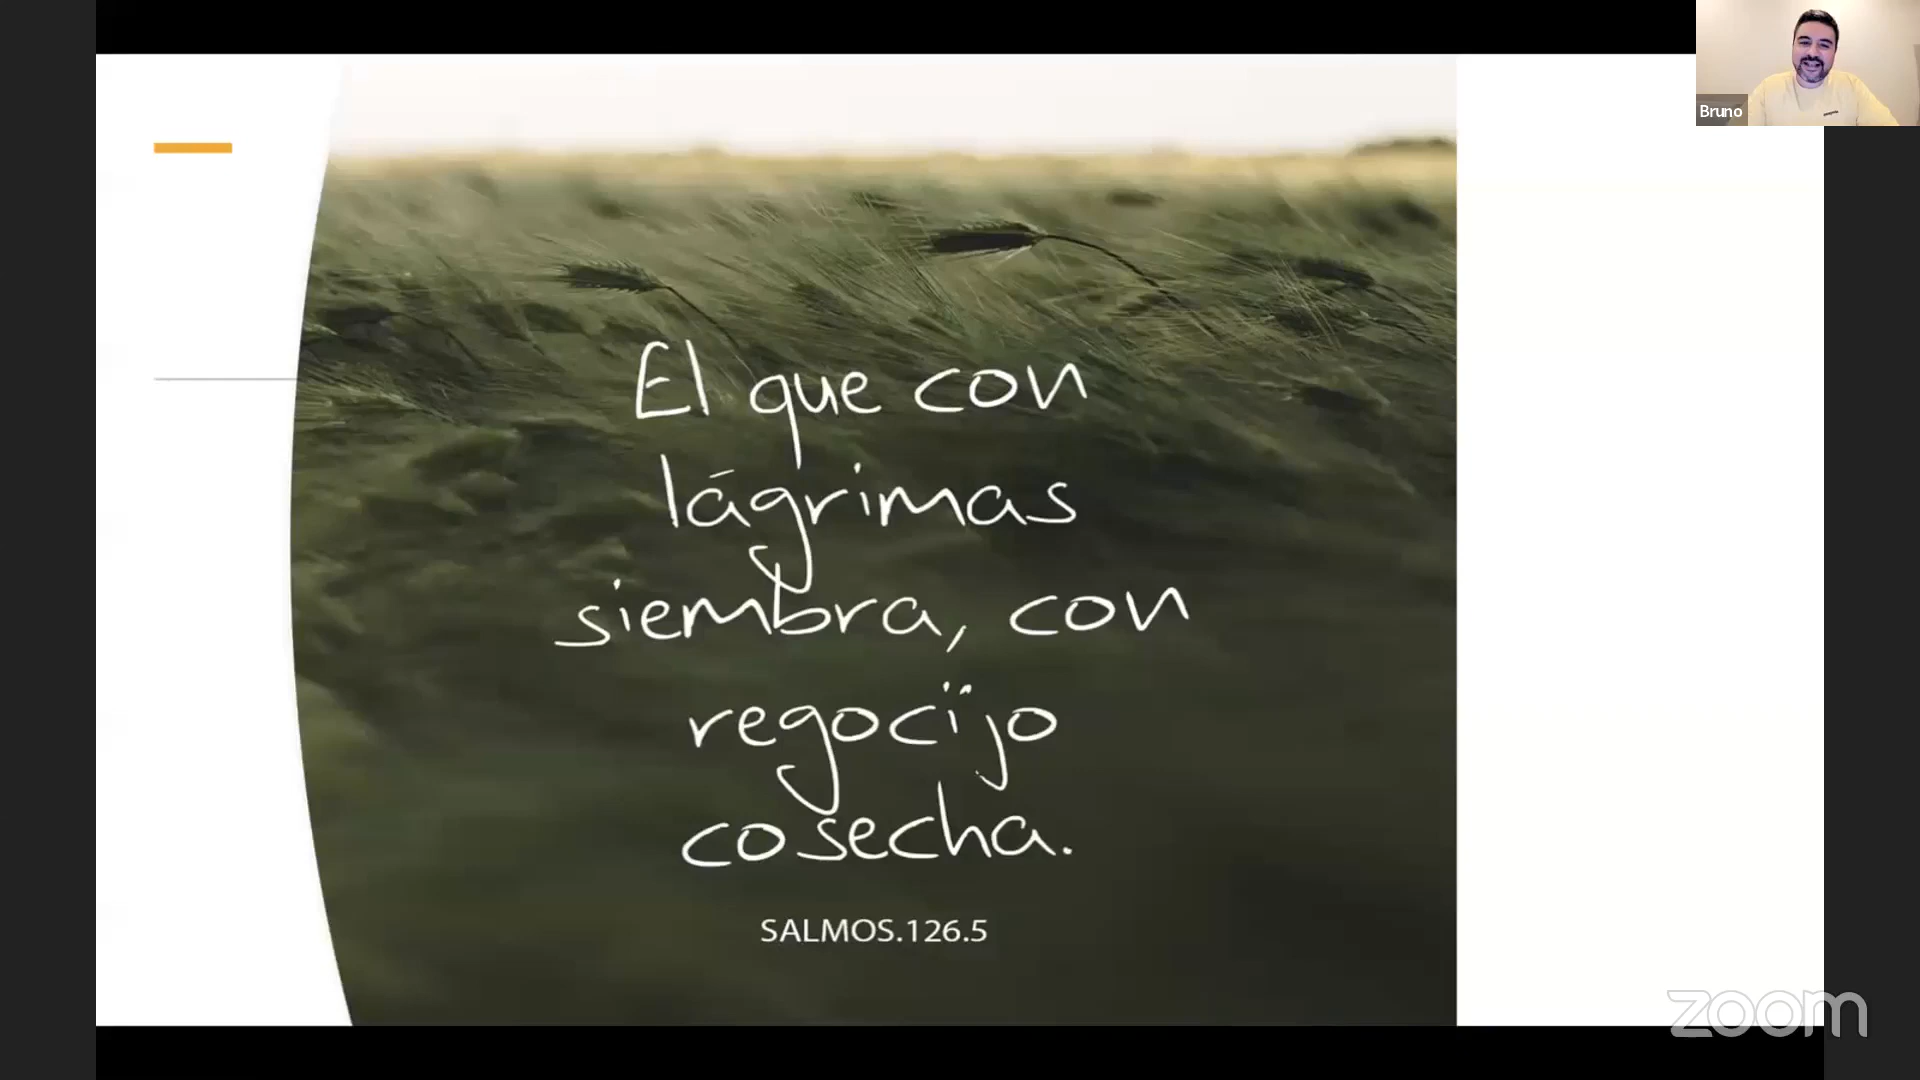 Bruno
El que con
lágrimas
siembra, con
regocijo
cosecha.
SALMOS.126.5
zoom